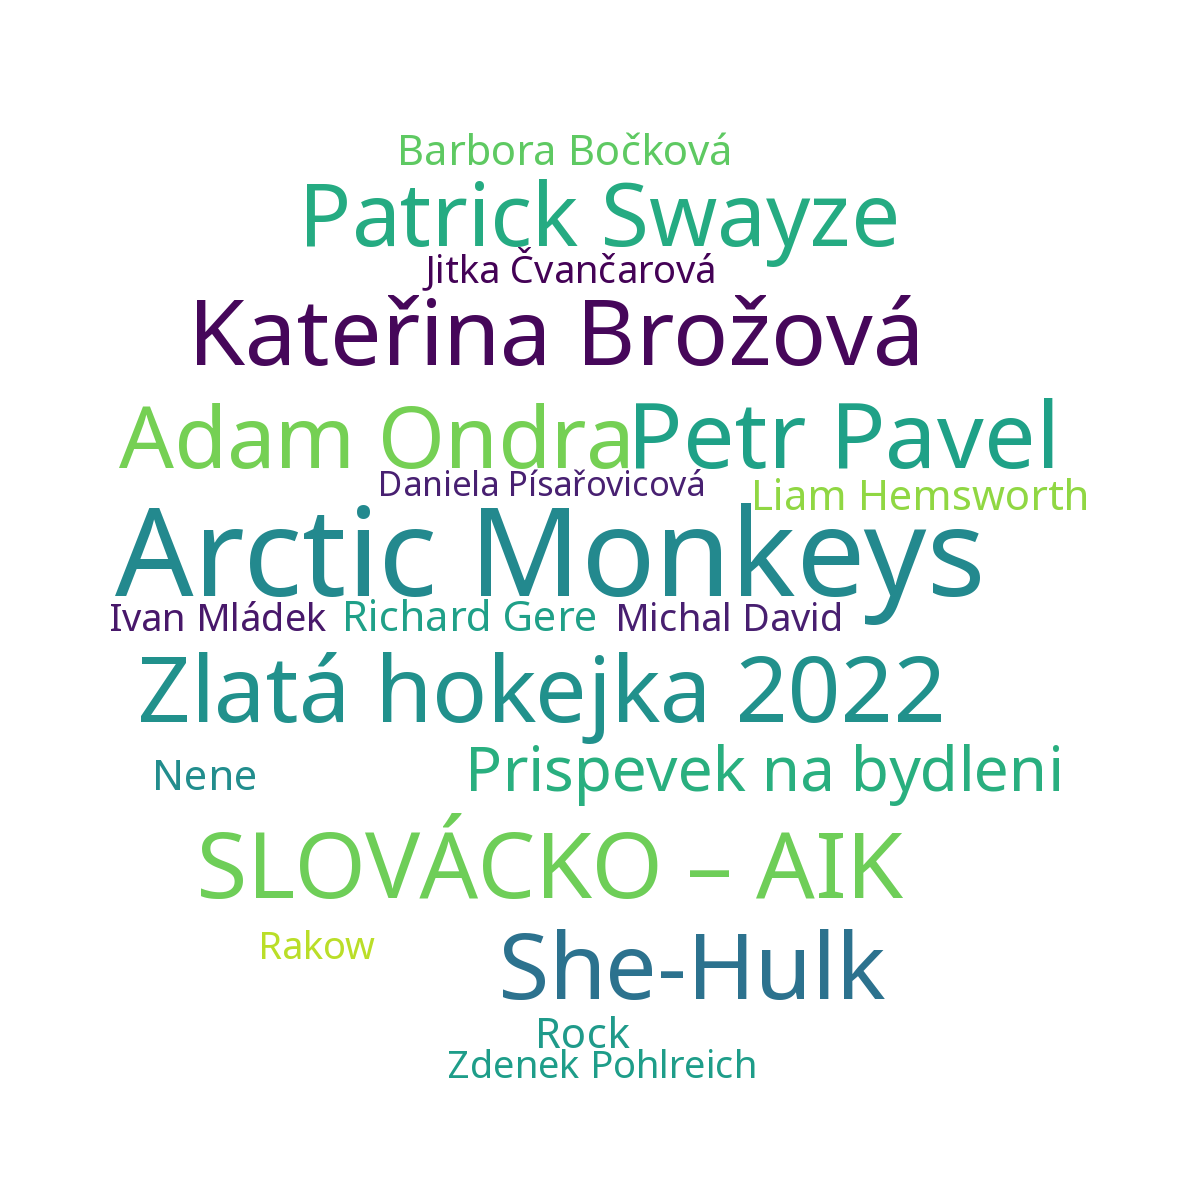 Barbora Bočková
Patrick Swayze
Jitka Čvančarová
Kateřina Brožová
Adam Ondra
Petr Pavel
Daniela Písařovicová
Liam Hemsworth
Arctic Monkeys
Ivan Mládek
Richard Gere
Michal David
Zlatá hokejka 2022
Nene
Prispevek na bydleni
SLOVÁCKO – AIK
Rakow
She-Hulk
Rock
Zdenek Pohlreich